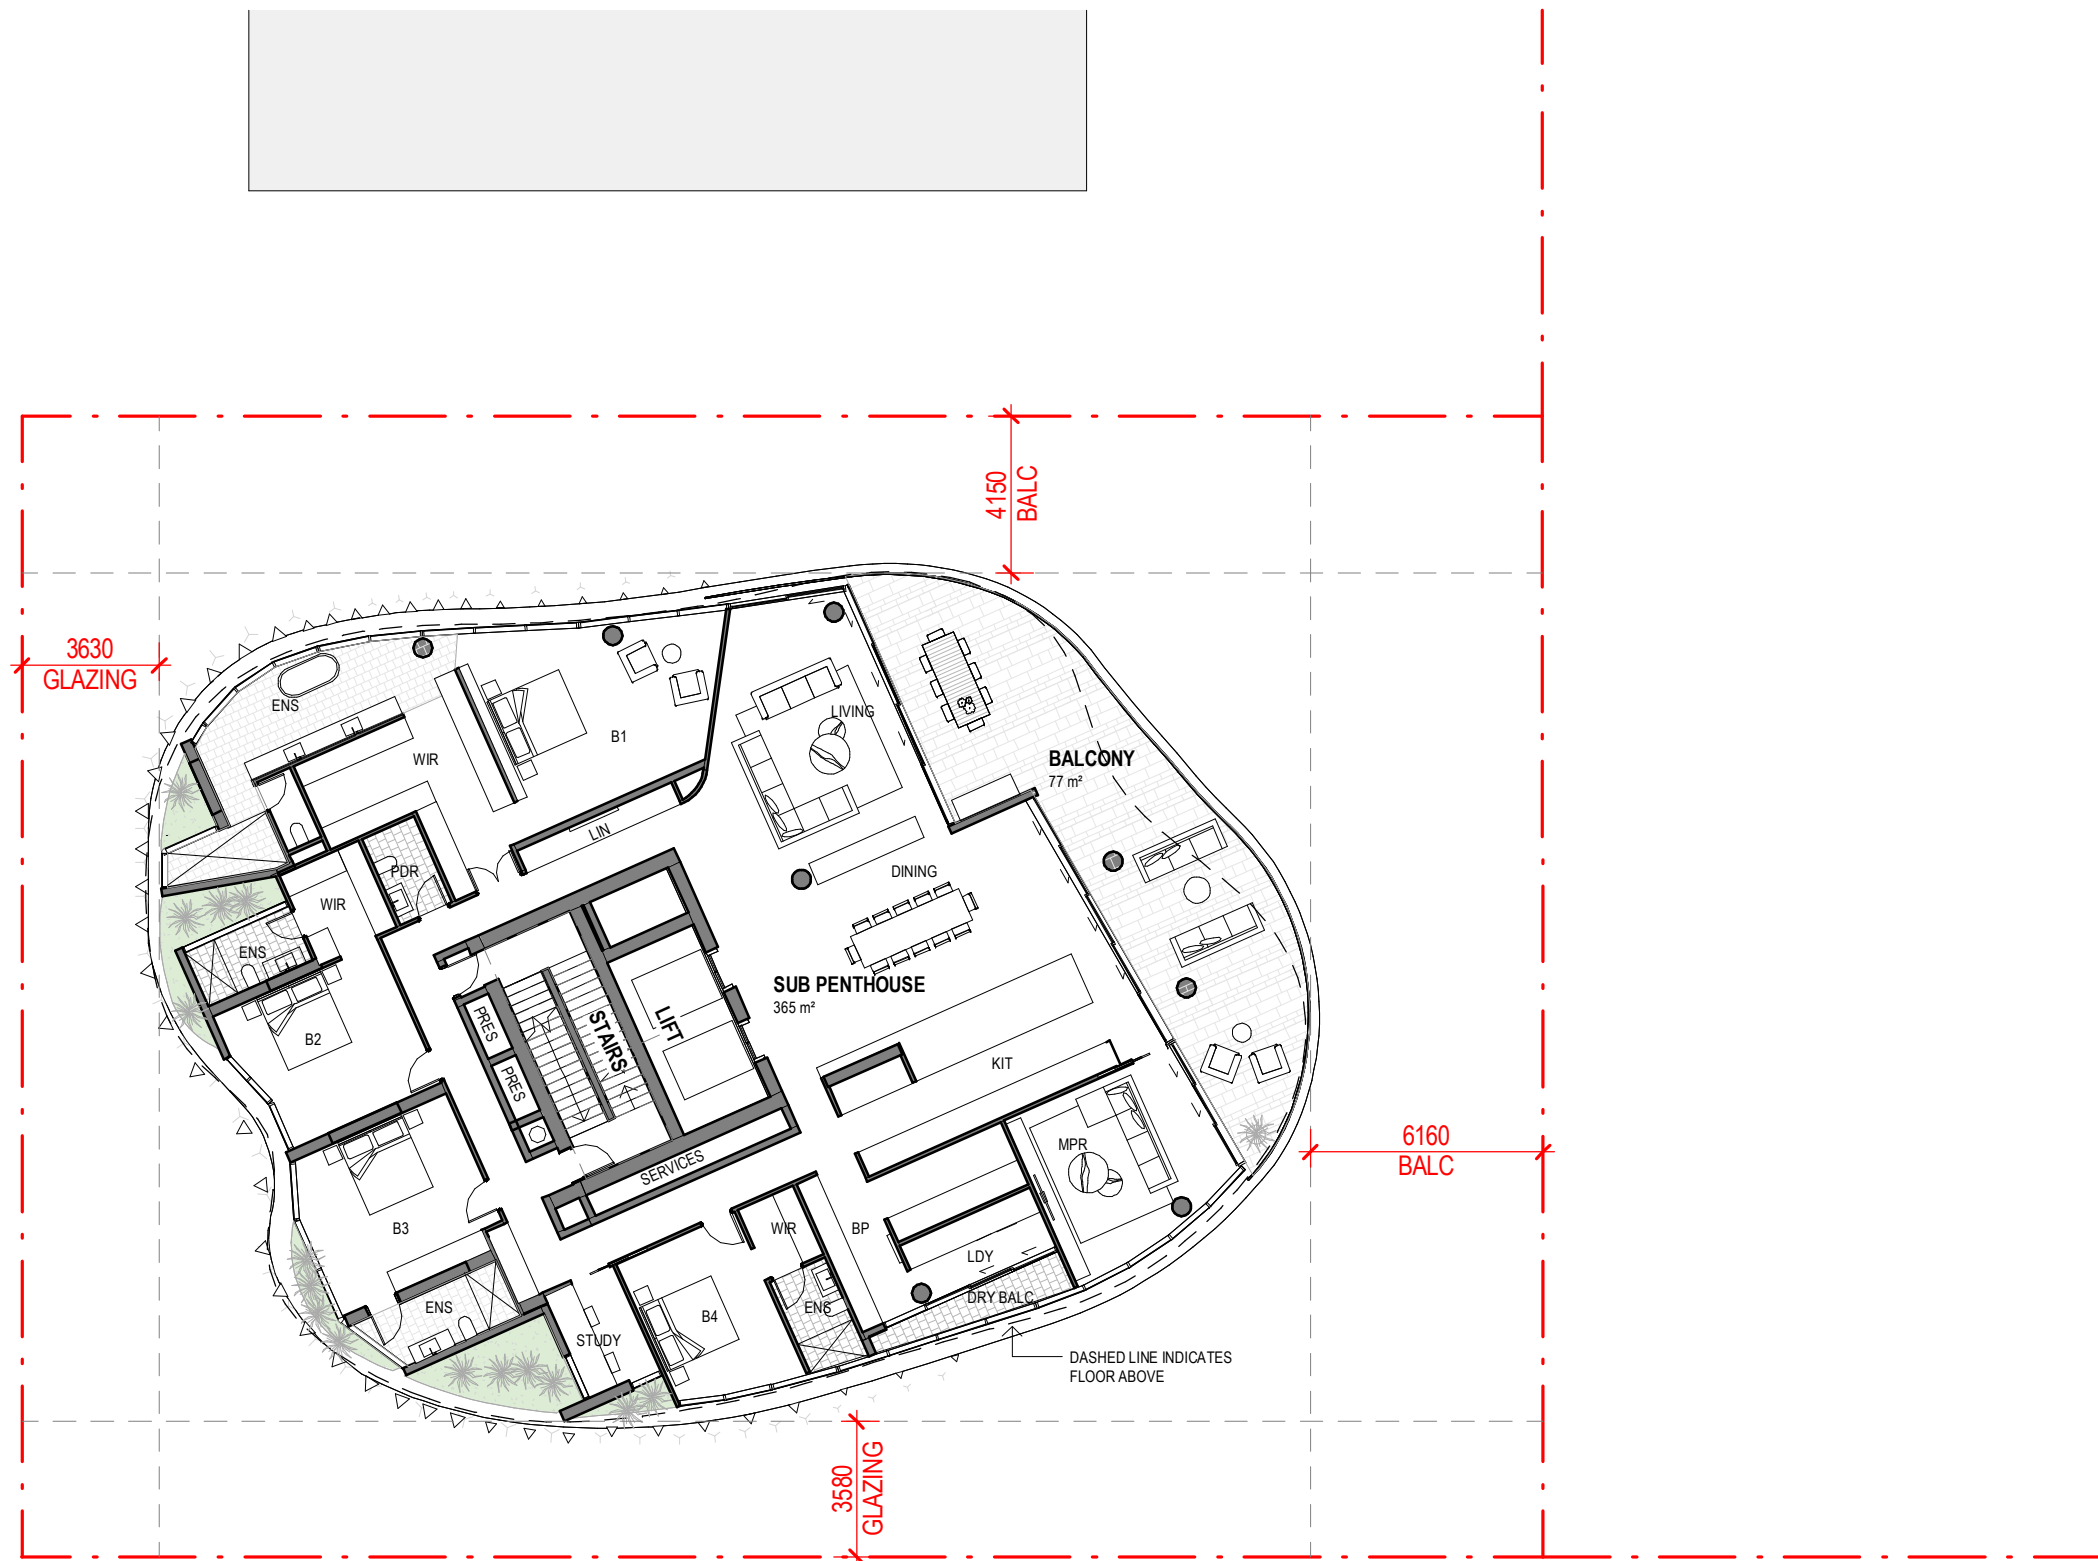 4150
BALC
3630
GLAZING
ENS
LIVING
B1
WIR
BALCONY
77 m²
LIN
PDR
DINING
WIR
ENS
SUB PENTHOUSE
365 m²
PRES
STAIRS
LIFT
B2
KIT
PRES
6160
BALC
MPR
SERVICES
B3
WIR
BP
LDY
ENS
ENS
DRY BALC
B4
STUDY
DASHED LINE INDICATES
FLOOR ABOVE
3580
GLAZING